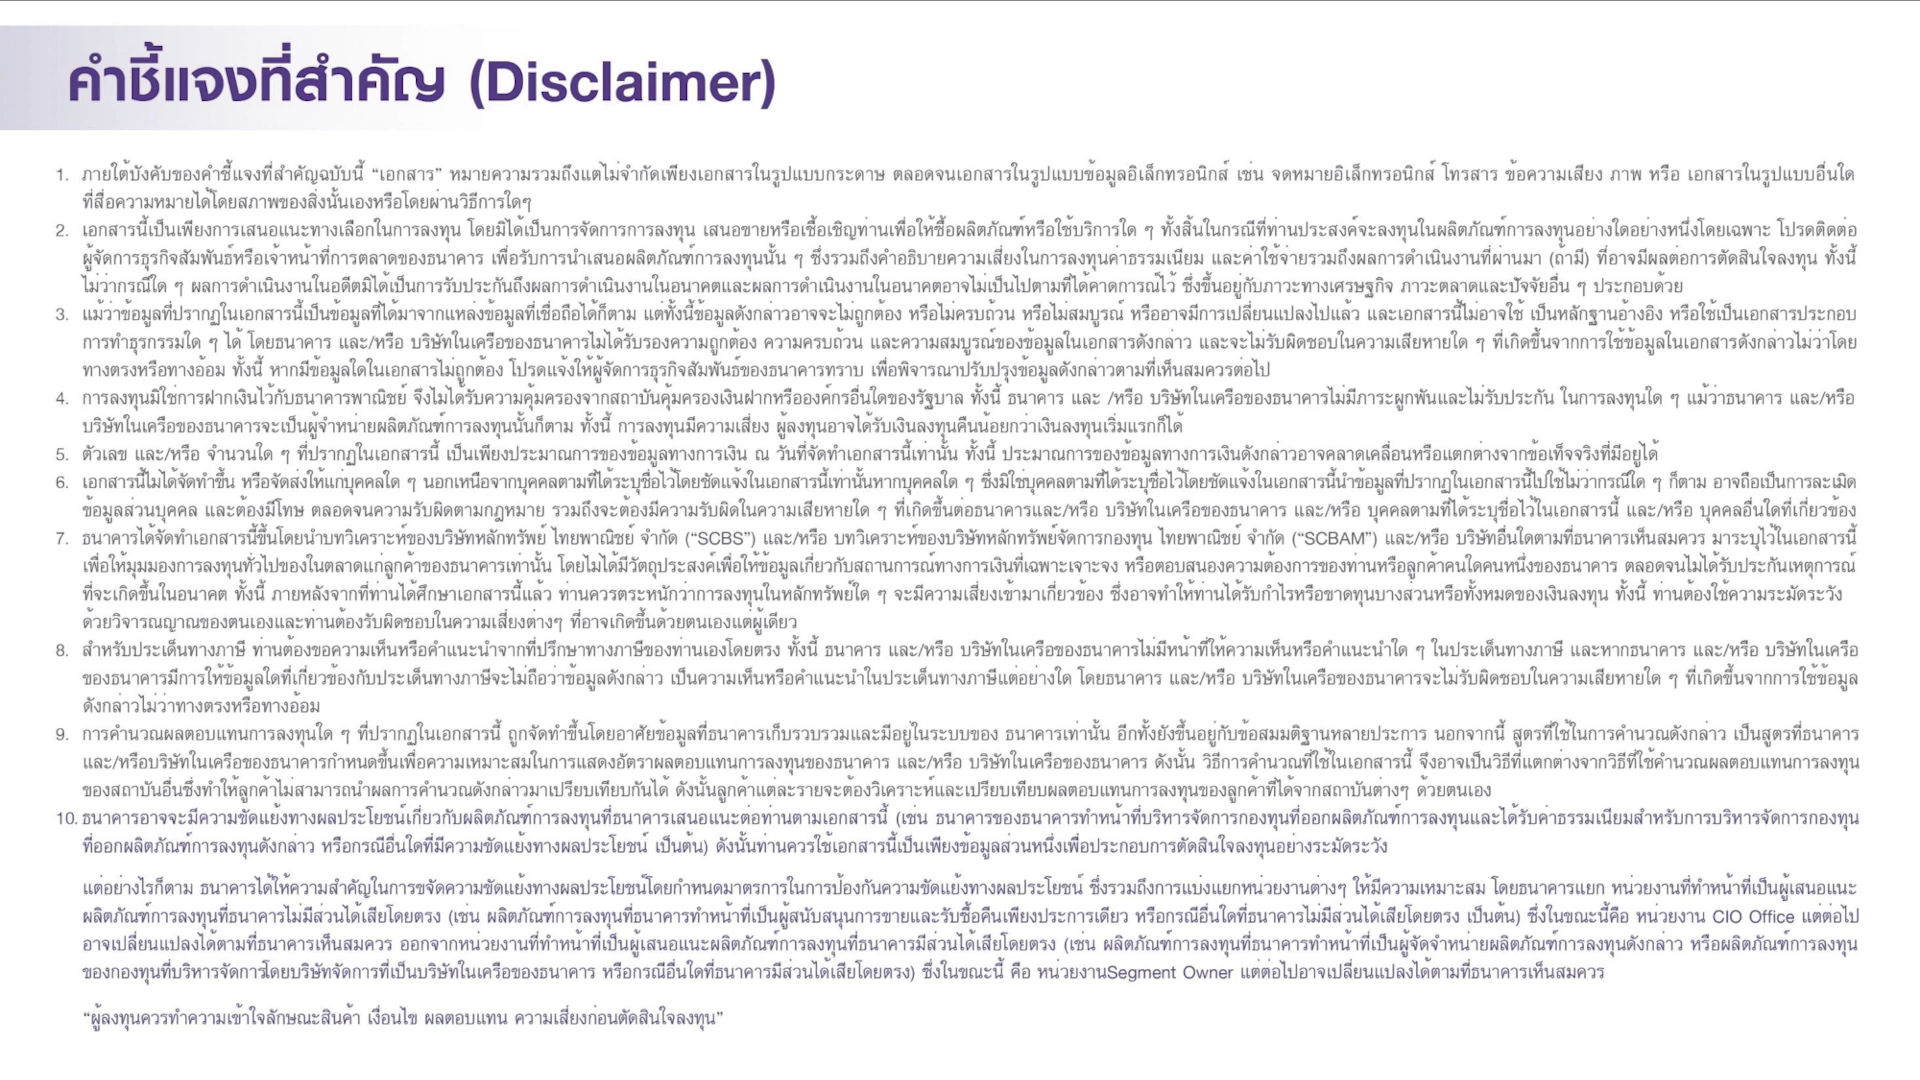 คำชี้แจงที่สำคัญ (Disclaimer)
1. ภายใต้บังคับของคำชี้แจงที่สำคัญฉบับนี้ “เอกสาร” หมายความรวมถึงแต่ไม่จำกัดเพียงเอกสารในรูปแบบกระดาษ ตลอดจนเอกสารในรูปแบบข้อมูลอิเล็กทรอนิกส์ เช่น จดหมายอิเล็กทรอนิกส์ โทรสาร ข้อความเสียง ภาพ หรือ เอกสารในรูปแบบอื่นใด
ที่สื่อความหมายได้โดยสภาพของสิ่งนั้นเองหรือโดยผ่านวิธีการใดๆ
2. เอกสารนี้เป็นเพียงการเสนอแนะทางเลือกในการลงทุน โดยมิได้เป็นการจัดการการลงทุน เสนอขายหรือเชื้อเชิญท่านเพื่อให้ซื้อผลิตภัณฑ์หรือใช้บริการใด ๆ ทั้งสิ้นในกรณีที่ท่านประสงค์จะลงทุนในผลิตภัณฑ์การลงทุนอย่างใดอย่างหนึ่งโดยเฉพาะ โปรดติดต่อ
ผู้จัดการธุรกิจสัมพันธ์หรือเจ้าหน้าที่การตลาดของธนาคาร เพื่อรับการนำเสนอผลิตภัณฑ์การลงทุนนั้น ๆ ซึ่งรวมถึงคำอธิบายความเสี่ยงในการลงทุนค่าธรรมเนียม และค่าใช้จ่ายรวมถึงผลการดำเนินงานที่ผ่านมา (ถ้ามี) ที่อาจมีผลต่อการตัดสินใจลงทุน ทั้งนี้
ไม่ว่ากรณีใด ๆ ผลการดำเนินงานในอดีตมิได้เป็นการรับประกันถึงผลการดำเนินงานในอนาคตและผลการดำเนินงานในอนาคตอาจไม่เป็นไปตามที่ได้คาดการณ์ไว้ ซึ่งขึ้นอยู่กับภาวะทางเศรษฐกิจ ภาวะตลาดและปัจจัยอื่น ๆ ประกอบด้วย
3. แม้ว่าข้อมูลที่ปรากฏในเอกสารนี้เป็นข้อมูลที่ได้มาจากแหล่งข้อมูลที่เชื่อถือได้ก็ตาม แต่ทั้งนี้ข้อมูลดังกล่าวอาจจะไม่ถูกต้อง หรือไม่ครบถ้วน หรือไม่สมบูรณ์ หรืออาจมีการเปลี่ยนแปลงไปแล้ว และเอกสารนี้ไม่อาจใช้ เป็นหลักฐานอ้างอิง หรือใช้เป็นเอกสารประกอบ
การทำธุรกรรมใด ๆ ได้ โดยธนาคาร และ/หรือ บริษัทในเครือของธนาคารไม่ได้รับรองความถูกต้อง ความครบถ้วน และความสมบูรณ์ของข้อมูลในเอกสารดังกล่าว และจะไม่รับผิดชอบในความเสียหายใด ๆ ที่เกิดขึ้นจากการใช้ข้อมูลในเอกสารดังกล่าวไม่ว่าโดย
ทางตรงหรือทางอ้อม ทั้งนี้ หากมีข้อมูลใดในเอกสารไม่ถูกต้อง โปรดแจ้งให้ผู้จัดการธุรกิจสัมพันธ์ของธนาคารทราบ เพื่อพิจารณาปรับปรุงข้อมูลดังกล่าวตามที่เห็นสมควรต่อไป
4. การลงทุนมิใช่การฝากเงินไว้กับธนาคารพาณิชย์ จึงไม่ได้รับความคุ้มครองจากสถาบันคุ้มครองเงินฝากหรือองค์กรอื่นใดของรัฐบาล ทั้งนี้ ธนาคาร และ /หรือ บริษัทในเครือของธนาคารไม่มีภาระผูกพันและไม่รับประกัน ในการลงทุนใด ๆ แม้ว่าธนาคาร และ/หรือ
บริษัทในเครือของธนาคารจะเป็นผู้จำหน่ายผลิตภัณฑ์การลงทุนนั้นก็ตาม ทั้งนี้ การลงทุนมีความเสี่ยง ผู้ลงทุนอาจได้รับเงินลงทุนคืนน้อยกว่าเงินลงทุนเริ่มแรกก็ได้
5. ตัวเลข และ/หรือ จำนวนใด ๆ ที่ปรากฏในเอกสารนี้ เป็นเพียงประมาณการของข้อมูลทางการเงิน ณ วันที่จัดทำเอกสารนี้เท่านั้น ทั้งนี้ ประมาณการของข้อมูลทางการเงินดังกล่าวอาจคลาดเคลื่อนหรือแตกต่างจากข้อเท็จจริงที่มีอยู่ได้
6. เอกสารนี้ไม่ได้จัดทำขึ้น หรือจัดส่งให้แก่บุคคลใด ๆ นอกเหนือจากบุคคลตามที่ได้ระบุชื่อไว้โดยชัดแจ้งในเอกสารนี้เท่านั้นหากบุคคลใด ๆ ซึ่งมิใช่บุคคลตามที่ได้ระบุชื่อไว้โดยชัดแจ้งในเอกสารนี้นำข้อมูลที่ปรากฏในเอกสารนี้ไปใช้ไม่ว่ากรณีใด ๆ ก็ตาม อาจถือเป็นการละเมิด
ข้อมูลส่วนบุคคล และต้องมีโทษ ตลอดจนความรับผิดตามกฎหมาย รวมถึงจะต้องมีความรับผิดในความเสียหายใด ๆ ที่เกิดขึ้นต่อธนาคารและ/หรือ บริษัทในเครือของธนาคาร และ/หรือ บุคคลตามที่ได้ระบุชื่อไว้ในเอกสารนี้ และ/หรือ บุคคลอื่นใดที่เกี่ยวข้อง
7. ธนาคารได้จัดทำเอกสารนี้ขึ้นโดยนำบทวิเคราะห์ของบริษัทหลักทรัพย์ ไทยพาณิชย์ จำกัด (“SCBS”) และ/หรือ บทวิเคราะห์ของบริษัทหลักทรัพย์จัดการกองทุน ไทยพาณิชย์ จำกัด (“SCBAM”) และ/หรือ บริษัทอื่นใดตามที่ธนาคารเห็นสมควร มาระบุไว้ในเอกสารนี้
เพื่อให้มุมมองการลงทุนทั่วไปของในตลาดแก่ลูกค้าของธนาคารเท่านั้น โดยไม่ได้มีวัตถุประสงค์เพื่อให้ข้อมูลเกี่ยวกับสถานการณ์ทางการเงินที่เฉพาะเจาะจง หรือตอบสนองความต้องการของท่านหรือลูกค้าคนใดคนหนึ่งของธนาคาร ตลอดจนไม่ได้รับประกันเหตุการณ์
ที่จะเกิดขึ้นในอนาคต ทั้งนี้ ภายหลังจากที่ท่านได้ศึกษาเอกสารนี้แล้ว ท่านควรตระหนักว่าการลงทุนในหลักทรัพย์ใด ๆ จะมีความเสี่ยงเข้ามาเกี่ยวข้อง ซึ่งอาจทำให้ท่านได้รับกำไรหรือขาดทุนบางส่วนหรือทั้งหมดของเงินลงทุน ทั้งนี้ ท่านต้องใช้ความระมัดระวัง
ด้วยวิจารณญาณของตนเองและท่านต้องรับผิดชอบในความเสี่ยงต่างๆ ที่อาจเกิดขึ้นด้วยตนเองแต่ผู้เดียว
8. สำหรับประเด็นทางภาษี ท่านต้องขอความเห็นหรือคำแนะนำจากที่ปรึกษาทางภาษีของท่านเองโดยตรง ทั้งนี้ ธนาคาร และ/หรือ บริษัทในเครือของธนาคารไม่มีหน้าที่ให้ความเห็นหรือคำแนะนำใด ๆ ในประเด็นทางภาษี และหากธนาคาร และ/หรือ บริษัทในเครือ
ของธนาคารมีการให้ข้อมูลใดที่เกี่ยวข้องกับประเด็นทางภาษีจะไม่ถือว่าข้อมูลดังกล่าว เป็นความเห็นหรือคำแนะนำในประเด็นทางภาษีแต่อย่างใด โดยธนาคาร และ/หรือ บริษัทในเครือของธนาคารจะไม่รับผิดชอบในความเสียหายใด ๆ ที่เกิดขึ้นจากการใช้ข้อมูล
ดังกล่าวไม่ว่าทางตรงหรือทางอ้อม
9. การคำนวณผลตอบแทนการลงทุนใด ๆ ที่ปรากฏในเอกสารนี้ ถูกจัดทำขึ้นโดยอาศัยข้อมูลที่ธนาคารเก็บรวบรวมและมีอยู่ในระบบของ ธนาคารเท่านั้น อีกทั้งยังขึ้นอยู่กับข้อสมมติฐานหลายประการ นอกจากนี้ สูตรที่ใช้ในการคำนวณดังกล่าว เป็นสูตรที่ธนาคาร
และ/หรือบริษัทในเครือของธนาคารกำหนดขึ้นเพื่อความเหมาะสมในการแสดงอัตราผลตอบแทนการลงทุนของธนาคาร และ/หรือ บริษัทในเครือของธนาคาร ดังนั้น วิธีการคำนวณที่ใช้ในเอกสารนี้ จึงอาจเป็นวิธีที่แตกต่างจากวิธีที่ใช้คำนวณผลตอบแทนการลงทุน
ของสถาบันอื่นซึ่งทำให้ลูกค้าไม่สามารถนำผลการคำนวณดังกล่าวมาเปรียบเทียบกันได้ ดังนั้นลูกค้าแต่ละรายจะต้องวิเคราะห์และเปรียบเทียบผลตอบแทนการลงทุนของลูกค้าที่ได้จากสถาบันต่างๆ ด้วยตนเอง
10. ธนาคารอาจจะมีความขัดแย้งทางผลประโยชน์เกี่ยวกับผลิตภัณฑ์การลงทุนที่ธนาคารเสนอแนะต่อท่านตามเอกสารนี้ (เช่น ธนาคารของธนาคารทำหน้าที่บริหารจัดการกองทุนที่ออกผลิตภัณฑ์การลงทุนและได้รับค่าธรรมเนียมสำหรับการบริหารจัดการกองทุน
ที่ออกผลิตภัณฑ์การลงทุนดังกล่าว หรือกรณีอื่นใดที่มีความขัดแย้งทางผลประโยชน์ เป็นต้น) ดังนั้นท่านควรใช้เอกสารนี้เป็นเพียงข้อมูลส่วนหนึ่งเพื่อประกอบการตัดสินใจลงทุนอย่างระมัดระวัง
แต่อย่างไรก็ตาม ธนาคารได้ให้ความสำคัญในการขจัดความขัดแย้งทางผลประโยชน์โดยกำหนดมาตรการในการป้องกันความขัดแย้งทางผลประโยชน์ ซึ่งรวมถึงการแบ่งแยกหน่วยงานต่างๆ ให้มีความเหมาะสม โดยธนาคารแยก หน่วยงานที่ทำหน้าที่เป็นผู้เสนอแนะ
ผลิตภัณฑ์การลงทุนที่ธนาคารไม่มีส่วนได้เสียโดยตรง (เช่น ผลิตภัณฑ์การลงทุนที่ธนาคารทำหน้าที่เป็นผู้สนับสนุนการขายและรับซื้อคืนเพียงประการเดียว หรือกรณีอื่นใดที่ธนาคารไม่มีส่วนได้เสียโดยตรง เป็นต้น) ซึ่งในขณะนี้คือ หน่วยงาน CIO Office แต่ต่อไป
อาจเปลี่ยนแปลงได้ตามที่ธนาคารเห็นสมควร ออกจากหน่วยงานที่ทำหน้าที่เป็นผู้เสนอแนะผลิตภัณฑ์การลงทุนที่ธนาคารมีส่วนได้เสียโดยตรง (เช่น ผลิตภัณฑ์การลงทุนที่ธนาคารทำหน้าที่เป็นผู้จัดจำหน่ายผลิตภัณฑ์การลงทุนดังกล่าว หรือผลิตภัณฑ์การลงทุน
ของกองทุนที่บริหารจัดการโดยบริษัทจัดการที่เป็นบริษัทในเครือของธนาคาร หรือกรณีอื่นใดที่ธนาคารมีส่วนได้เสียโดยตรง) ซึ่งในขณะนี้ คือ หน่วยงานSegment Owner แต่ต่อไปอาจเปลี่ยนแปลงได้ตามที่ธนาคารเห็นสมควร
“ผู้ลงทุนควรทำความเข้าใจลักษณะสินค้า เงื่อนไข ผลตอบแทน ความเสี่ยงก่อนตัดสินใจลงทุน”